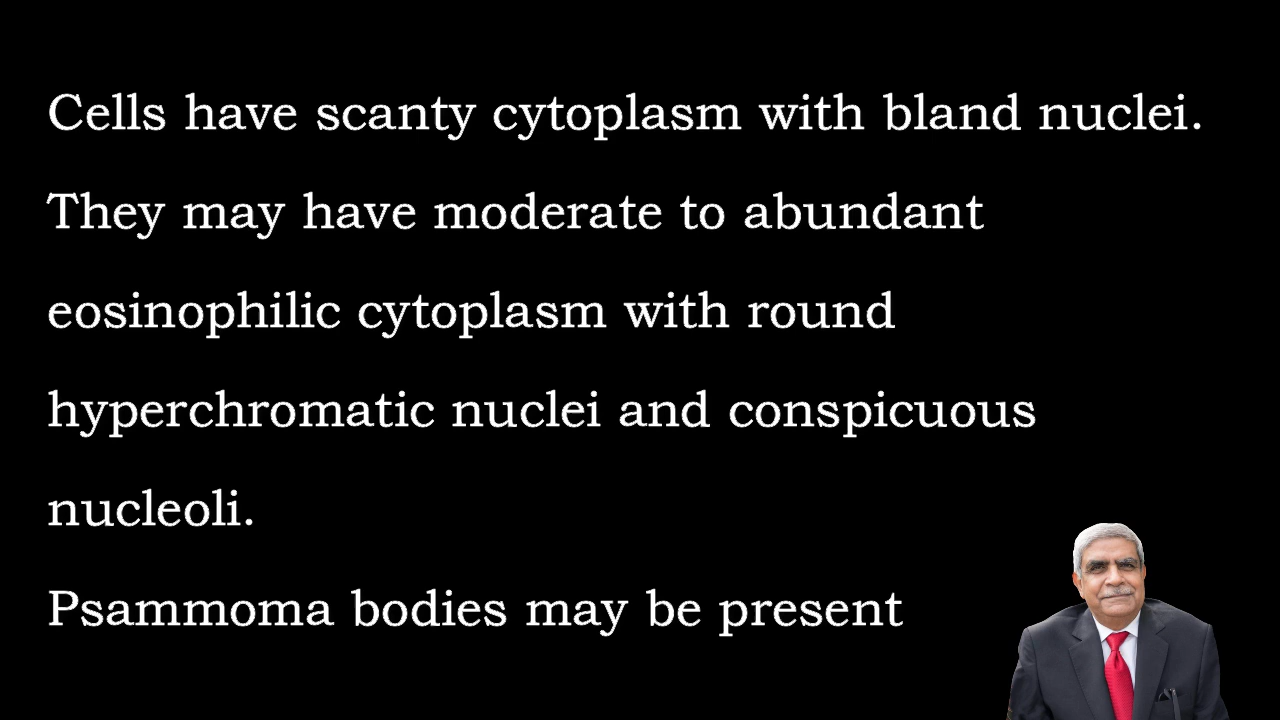 Cells have scanty cytoplasm with bland nuclei.
They may have moderate to abundant
eosinophilic cytoplasm with round
hyperchromatic nuclei and conspicuous
nucleoli.
Psammoma bodies may be present